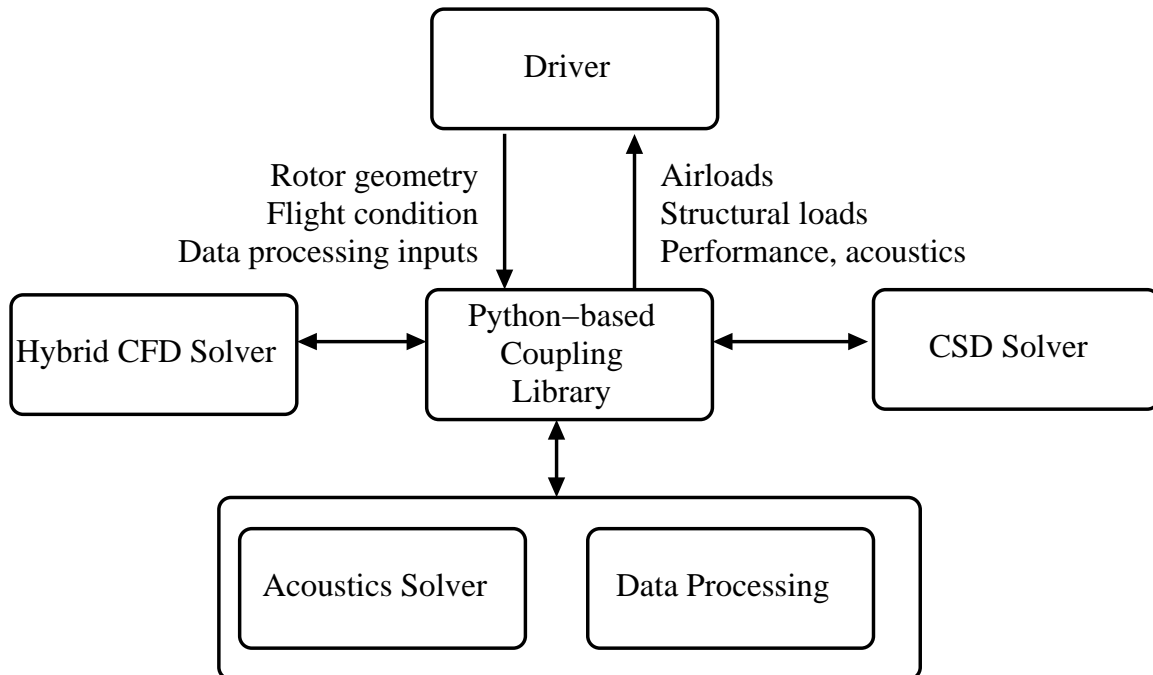 Driver
Rotor geometry
Flight condition
Data processing inputs
Airloads
Structural loads
Performance, acoustics
Hybrid CFD Solver
Python−based
Coupling
Library
CSD Solver
Acoustics Solver
Data Processing